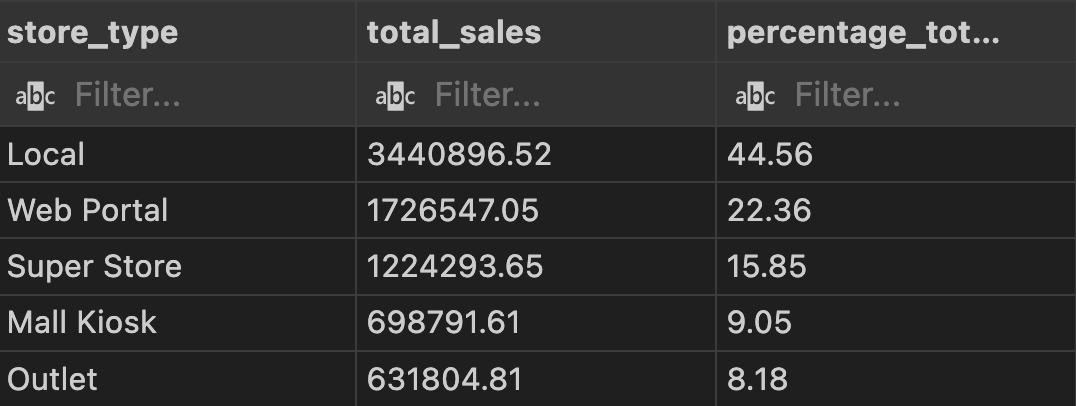 store_type total_sales percentage_tot...
abc Filter... abc Filter... abc Filter...
Local 3440896.52 44.56
Web Portal 1726547.05 22.36
Super Store 1224293.65 15.85
Mall Kiosk 698791.61 9.05
Outlet 631804.81 8.18